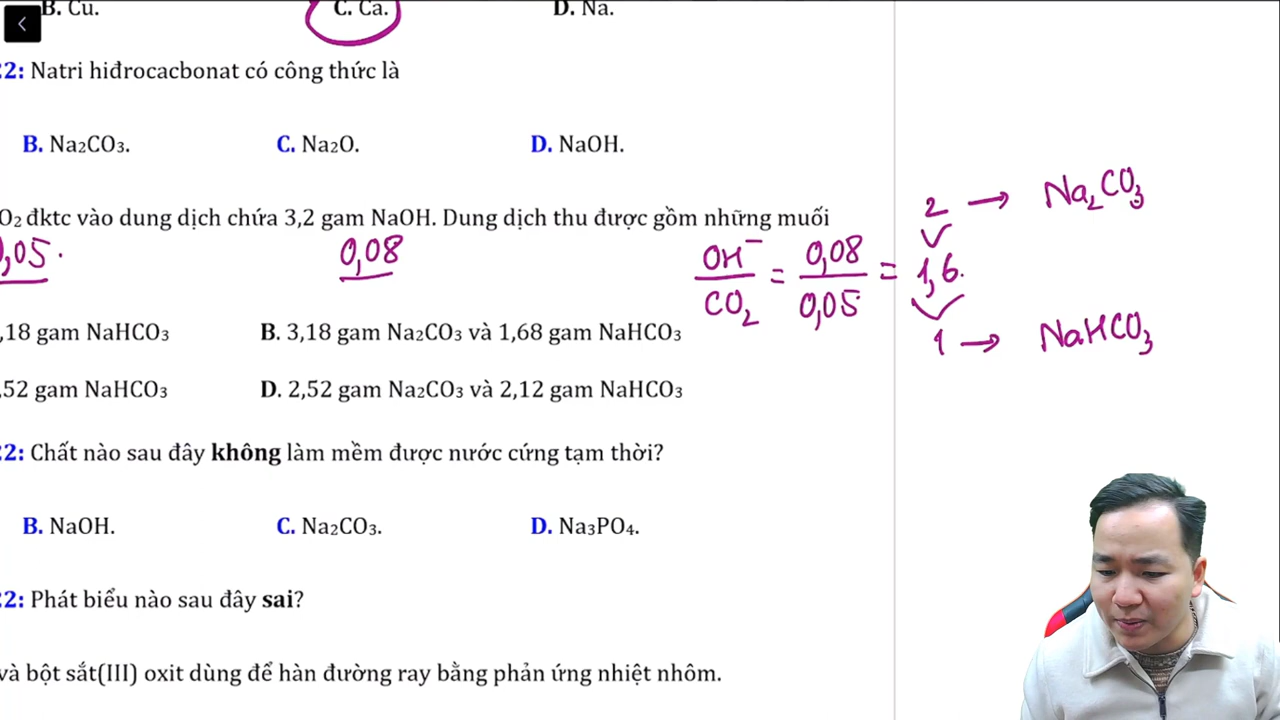 B. Cu. C. Ca. D. Na.
22: Natri hiđrocacbonat có công thức là
B. Na₂CO₃. C. Na₂O. D. NaOH.
O₂ đktc vào dung dịch chứa 3,2 gam NaOH. Dung dịch thu được gồm những muối
,05. 0,08
OH⁻/CO₂ = 0,08/0,05 = 1,6.
2 → Na₂CO₃
1 → NaHCO₃
,18 gam NaHCO₃ B. 3,18 gam Na₂CO₃ và 1,68 gam NaHCO₃
,52 gam NaHCO₃ D. 2,52 gam Na₂CO₃ và 2,12 gam NaHCO₃
22: Chất nào sau đây không làm mềm được nước cứng tạm thời?
B. NaOH. C. Na₂CO₃. D. Na₃PO₄.
22: Phát biểu nào sau đây sai?
và bột sắt(III) oxit dùng để hàn đường ray bằng phản ứng nhiệt nhôm.